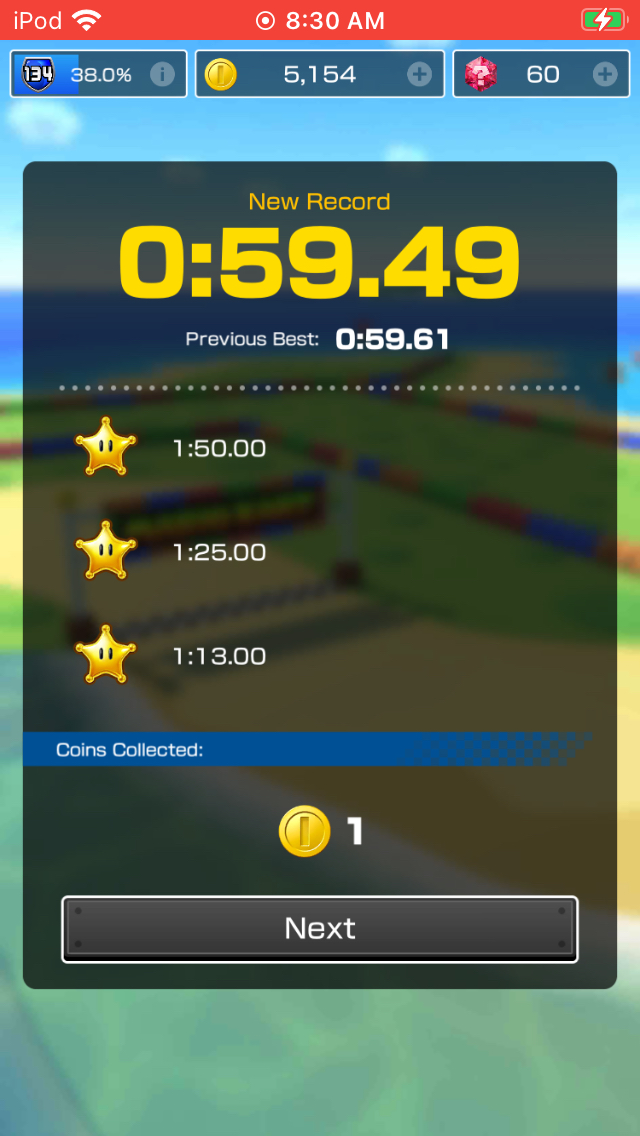 iPod 8:30 AM
134 38.0% i 5,154 + ? 60 +
New Record
0:59.49
Previous Best: 0:59.61
1:50.00
1:25.00
1:13.00
Coins Collected:
1
Next